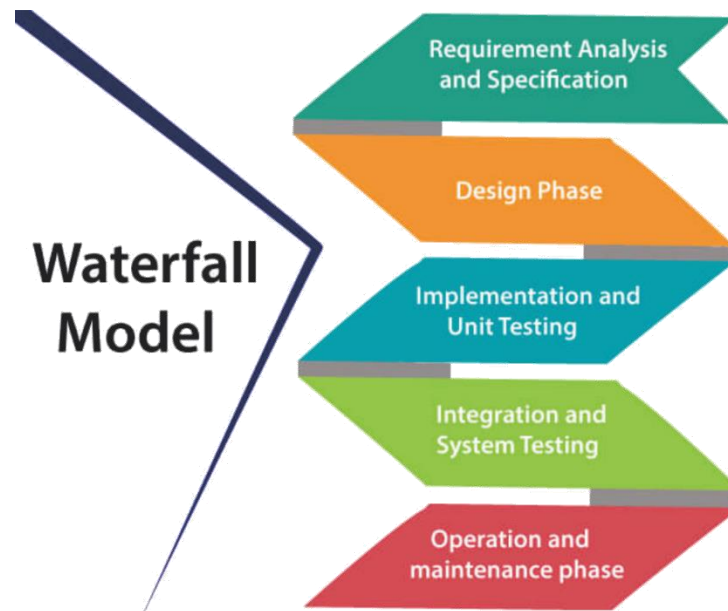 Waterfall
Model
Requirement Analysis
and Specification
Design Phase
Implementation and
Unit Testing
Integration and
System Testing
Operation and
maintenance phase